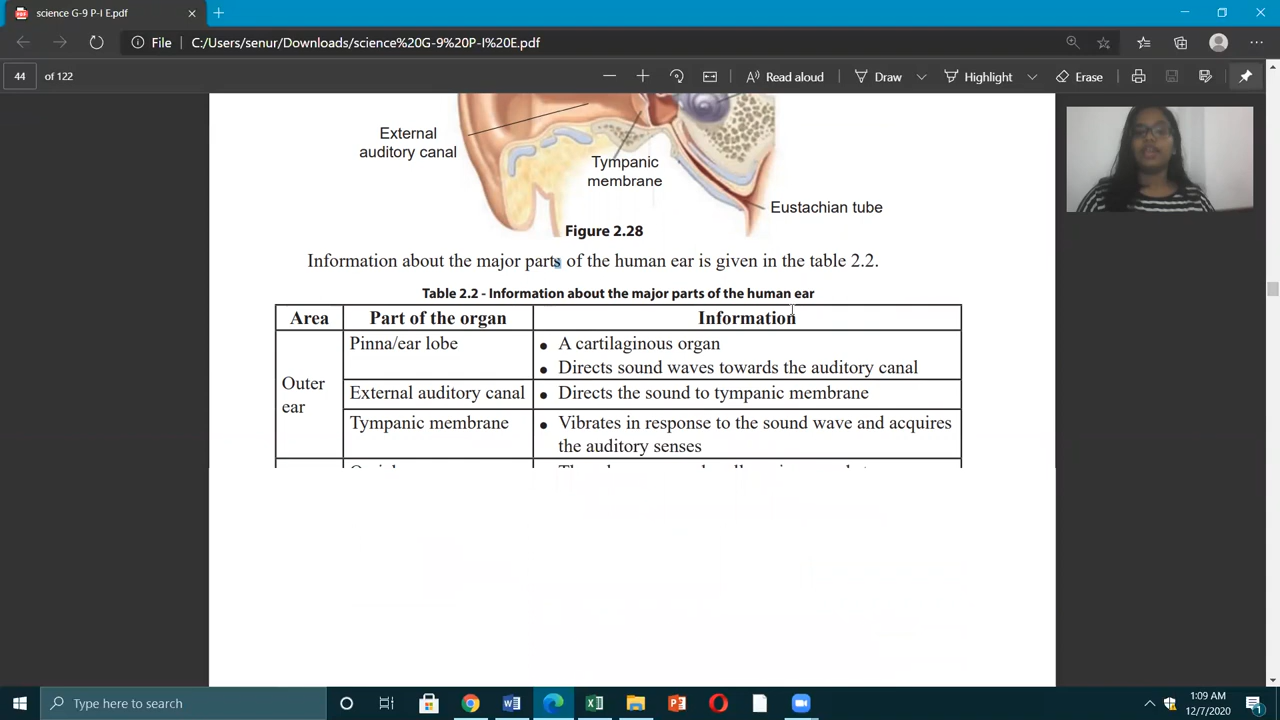 science G-9 P-I E.pdf
File C:/Users/senur/Downloads/science%20G-9%20P-I%20E.pdf
44 of 122
Read aloud Draw Highlight Erase
External
auditory canal
Tympanic
membrane
Eustachian tube
Figure 2.28
Information about the major parts of the human ear is given in the table 2.2.
Table 2.2 - Information about the major parts of the human ear
Area Part of the organ Information
Outer
ear
Pinna/ear lobe
● A cartilaginous organ
● Directs sound waves towards the auditory canal
External auditory canal ● Directs the sound to tympanic membrane
Tympanic membrane ● Vibrates in response to the sound wave and acquires
the auditory senses
Type here to search
1:09 AM
12/7/2020